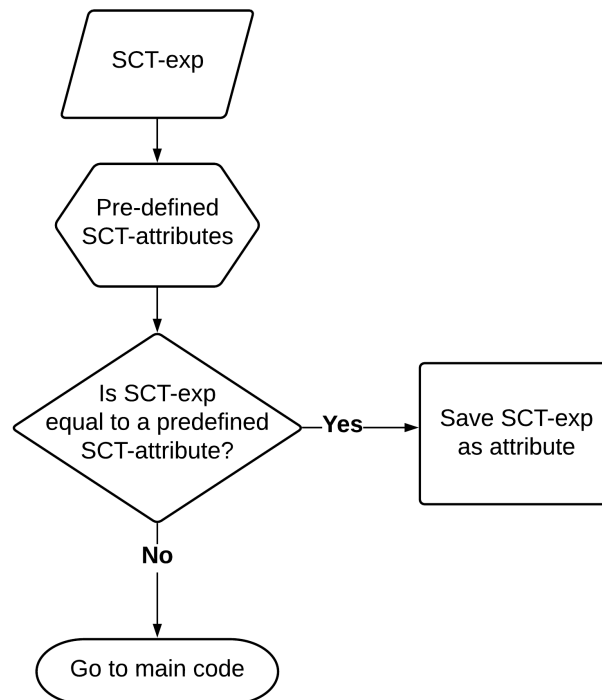 SCT-exp
Pre-defined
SCT-attributes
Is SCT-exp
equal to a predefined
SCT-attribute?
Yes
Save SCT-exp
as attribute
No
Go to main code